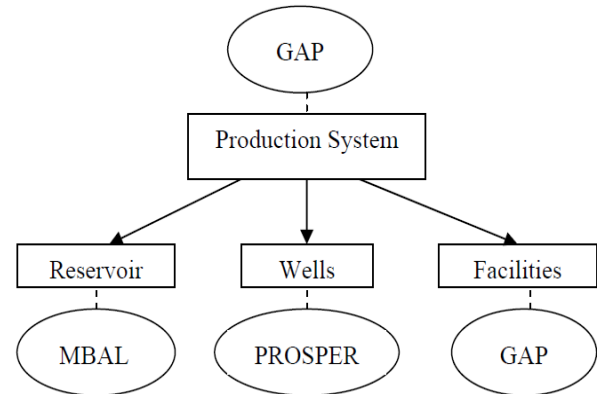 GAP
Production System
Reservoir
Wells
Facilities
MBAL
PROSPER
GAP